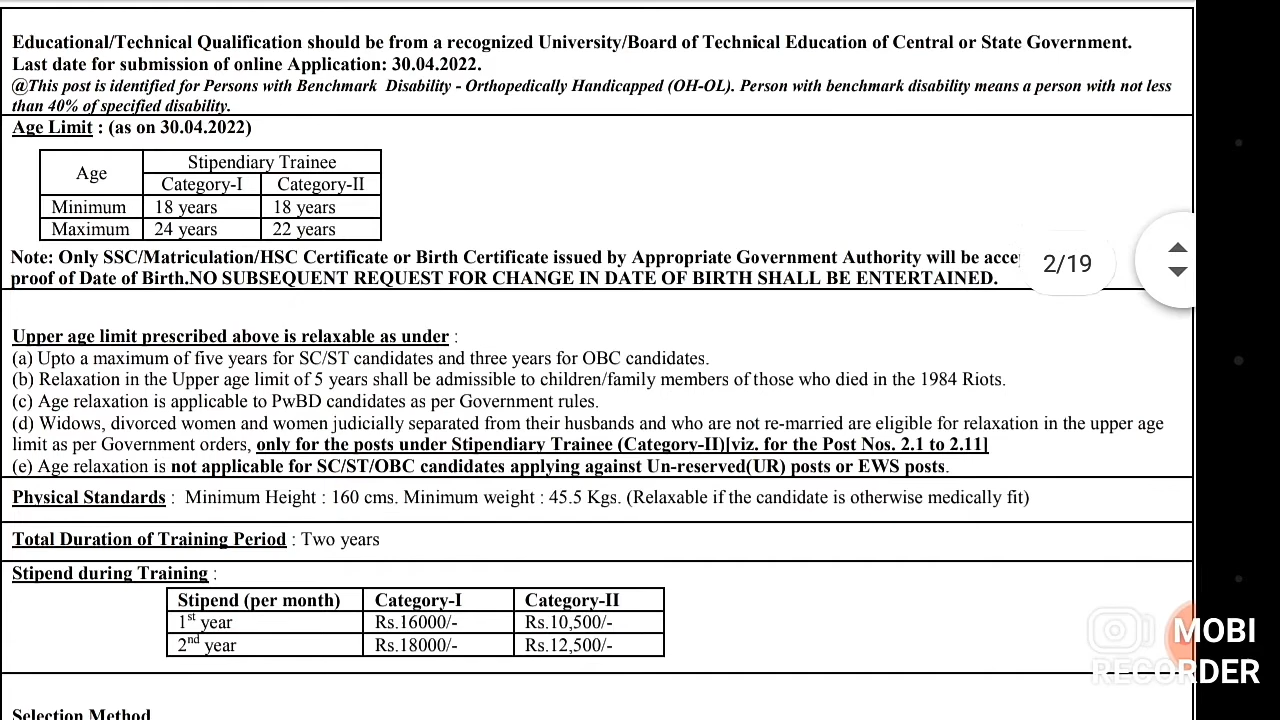 Educational/Technical Qualification should be from a recognized University/Board of Technical Education of Central or State Government.
Last date for submission of online Application: 30.04.2022.
@This post is identified for Persons with Benchmark Disability - Orthopedically Handicapped (OH-OL). Person with benchmark disability means a person with not less
than 40% of specified disability.
Age Limit : (as on 30.04.2022)
Age Stipendiary Trainee
Category-I Category-II
Minimum 18 years 18 years
Maximum 24 years 22 years
Note: Only SSC/Matriculation/HSC Certificate or Birth Certificate issued by Appropriate Government Authority will be
2/19
proof of Date of Birth.NO SUBSEQUENT REQUEST FOR CHANGE IN DATE OF BIRTH SHALL BE ENTERTAINED.
Upper age limit prescribed above is relaxable as under :
(a) Upto a maximum of five years for SC/ST candidates and three years for OBC candidates.
(b) Relaxation in the Upper age limit of 5 years shall be admissible to children/family members of those who died in the 1984 Riots.
(c) Age relaxation is applicable to PwBD candidates as per Government rules.
(d) Widows, divorced women and women judicially separated from their husbands and who are not re-married are eligible for relaxation in the upper age
limit as per Government orders, only for the posts under Stipendiary Trainee (Category-II)[viz. for the Post Nos. 2.1 to 2.11]
(e) Age relaxation is not applicable for SC/ST/OBC candidates applying against Un-reserved(UR) posts or EWS posts.
Physical Standards : Minimum Height : 160 cms. Minimum weight : 45.5 Kgs. (Relaxable if the candidate is otherwise medically fit)
Total Duration of Training Period : Two years
Stipend during Training :
Stipend (per month) Category-I Category-II
1st year Rs.16000/- Rs.10,500/-
2nd year Rs.18000/- Rs.12,500/-
MOBI
RECORDER
Selection Method